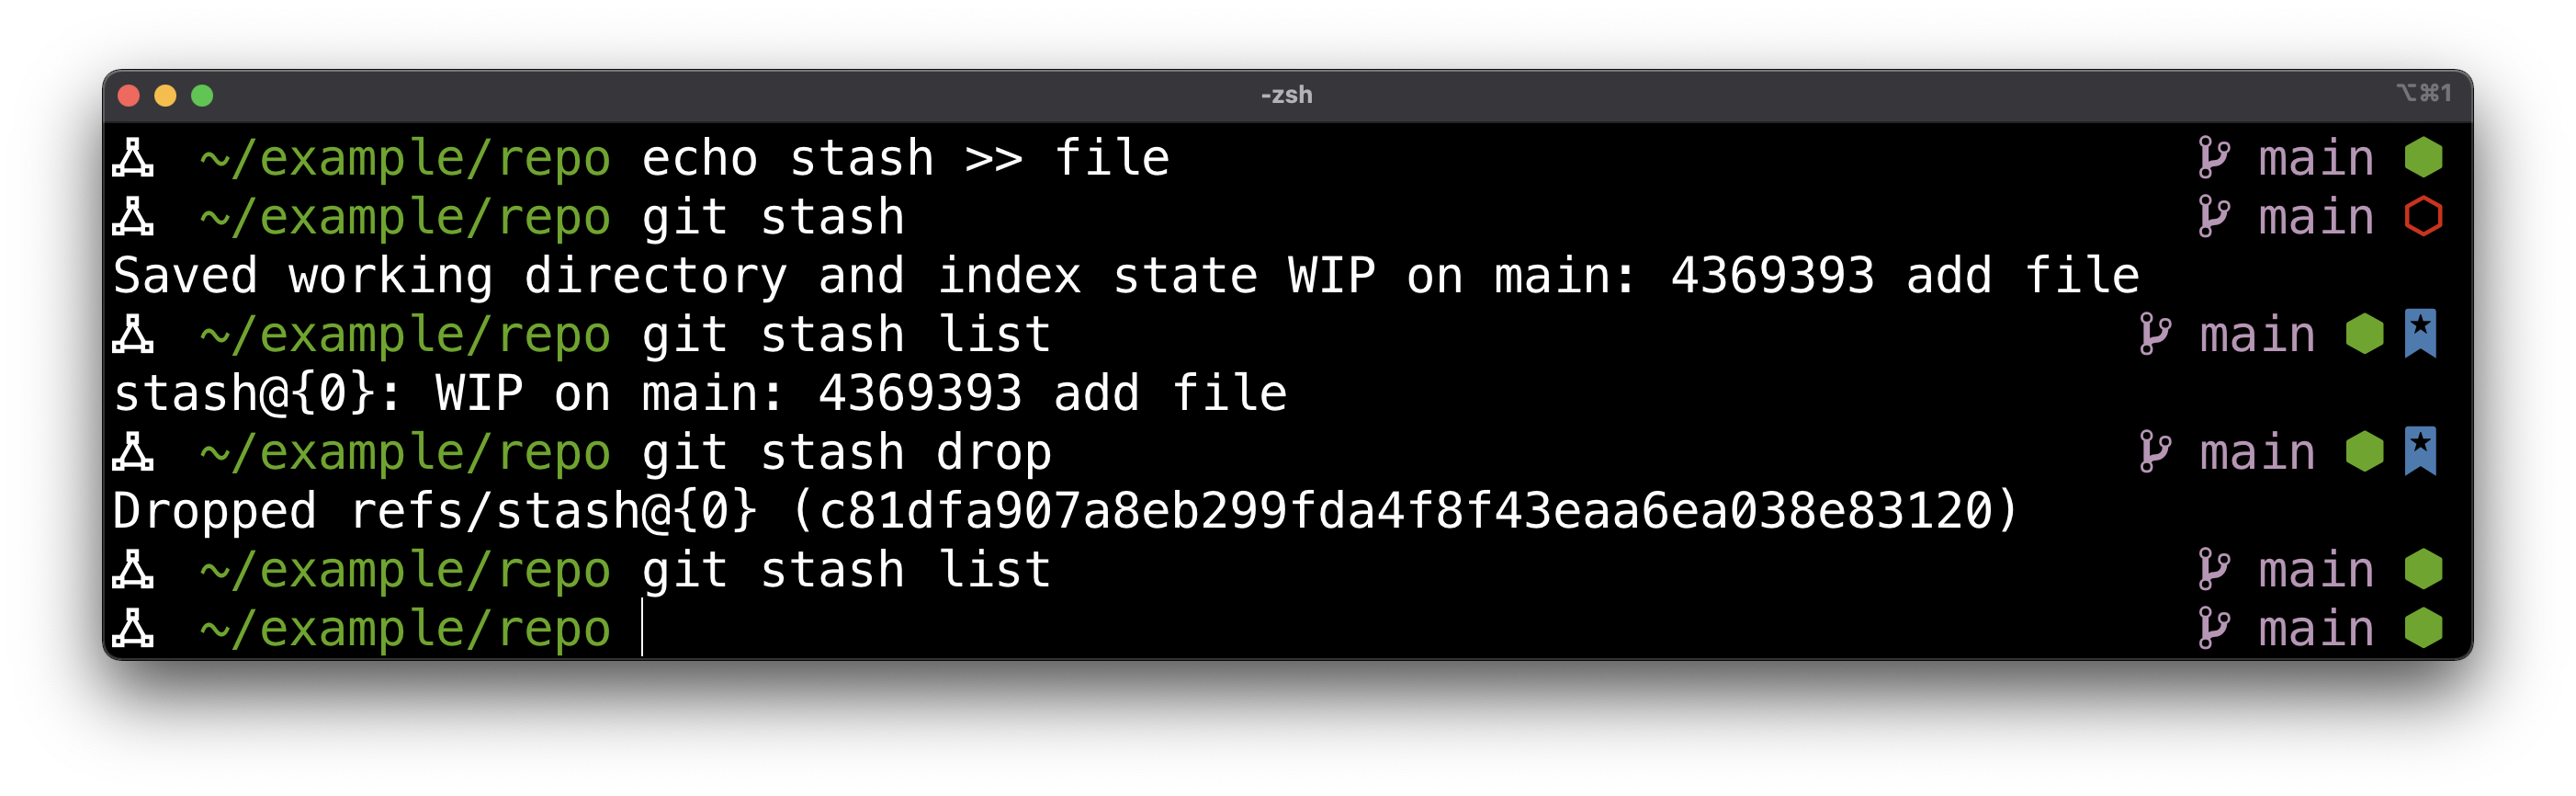 -zsh
⌥⌘1
~/example/repo echo stash >> file main
~/example/repo git stash main
Saved working directory and index state WIP on main: 4369393 add file
~/example/repo git stash list main
stash@{0}: WIP on main: 4369393 add file
~/example/repo git stash drop main
Dropped refs/stash@{0} (c81dfa907a8eb299fda4f8f43eaa6ea038e83120)
~/example/repo git stash list main
~/example/repo main